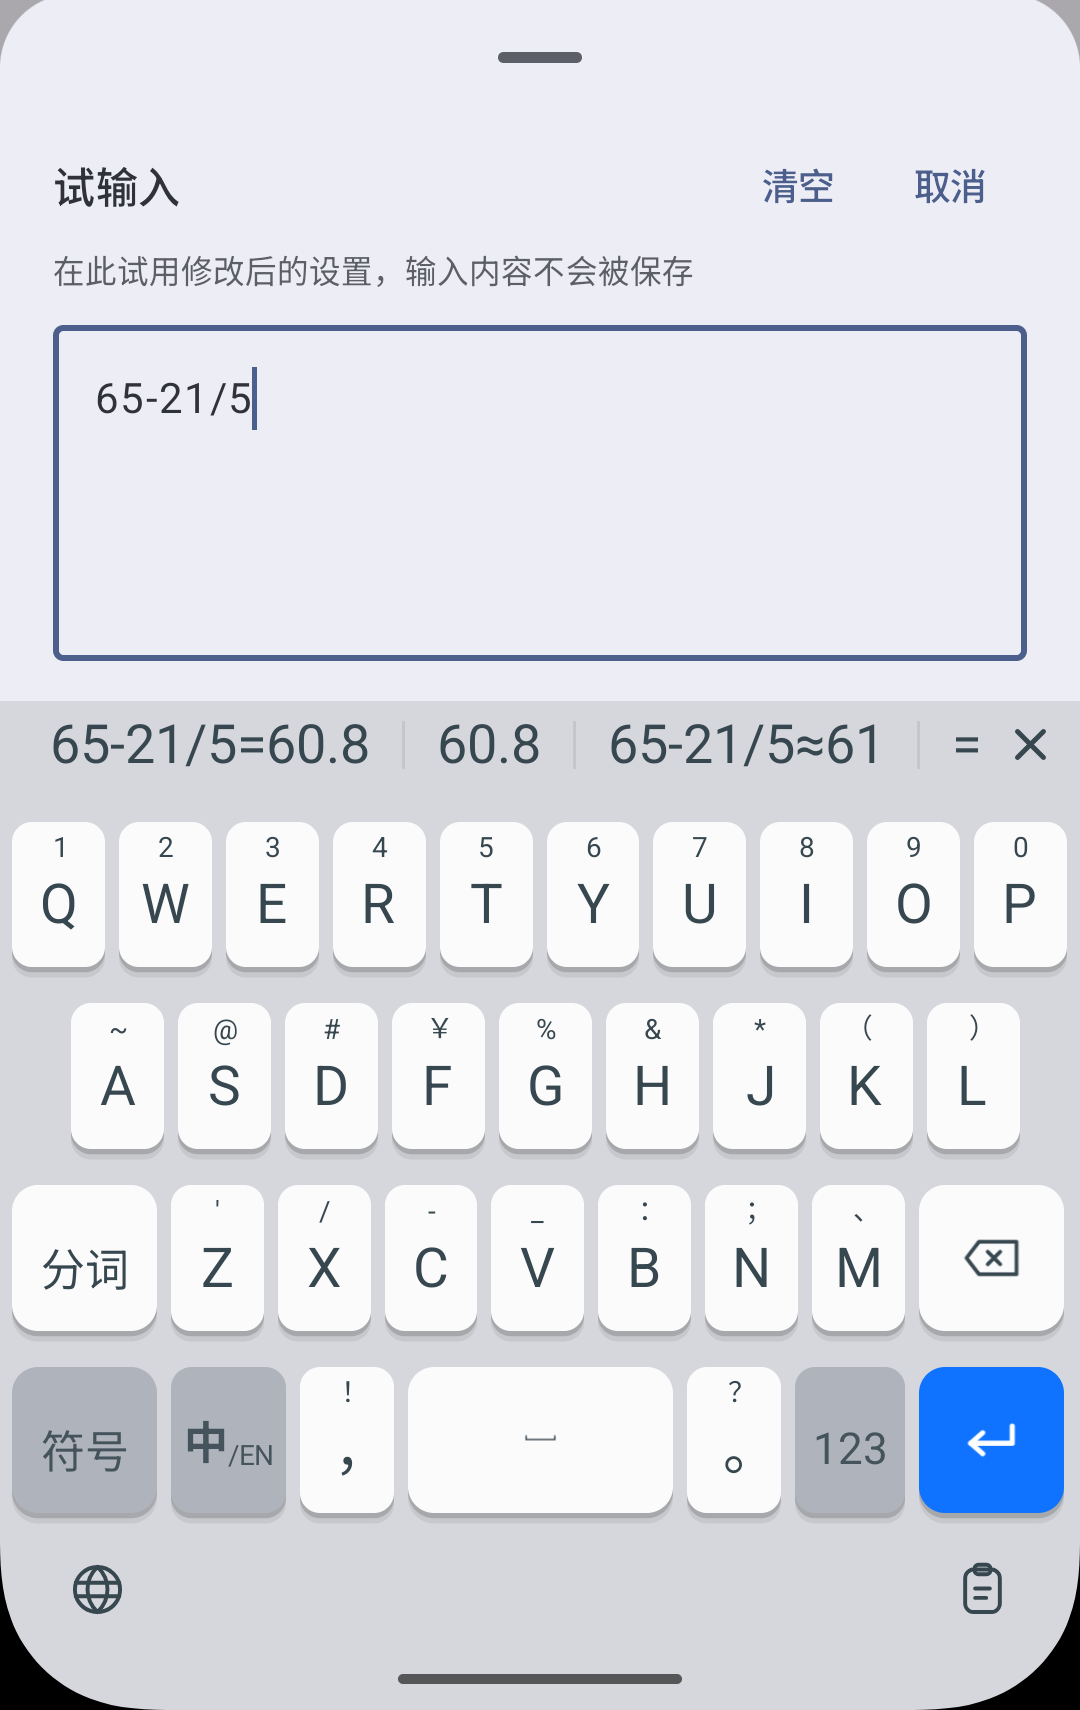 试输入 清空 取消
在此试用修改后的设置，输入内容不会被保存
65-21/5
65-21/5=60.8 60.8 65-21/5≈61 =
1 2 3 4 5 6 7 8 9 0
Q W E R T Y U I O P
~ @ # ¥ % & * （ ）
A S D F G H J K L
' / - _ ： ； 、
分词 Z X C V B N M
！ ？
符号 中/EN ， 。 123